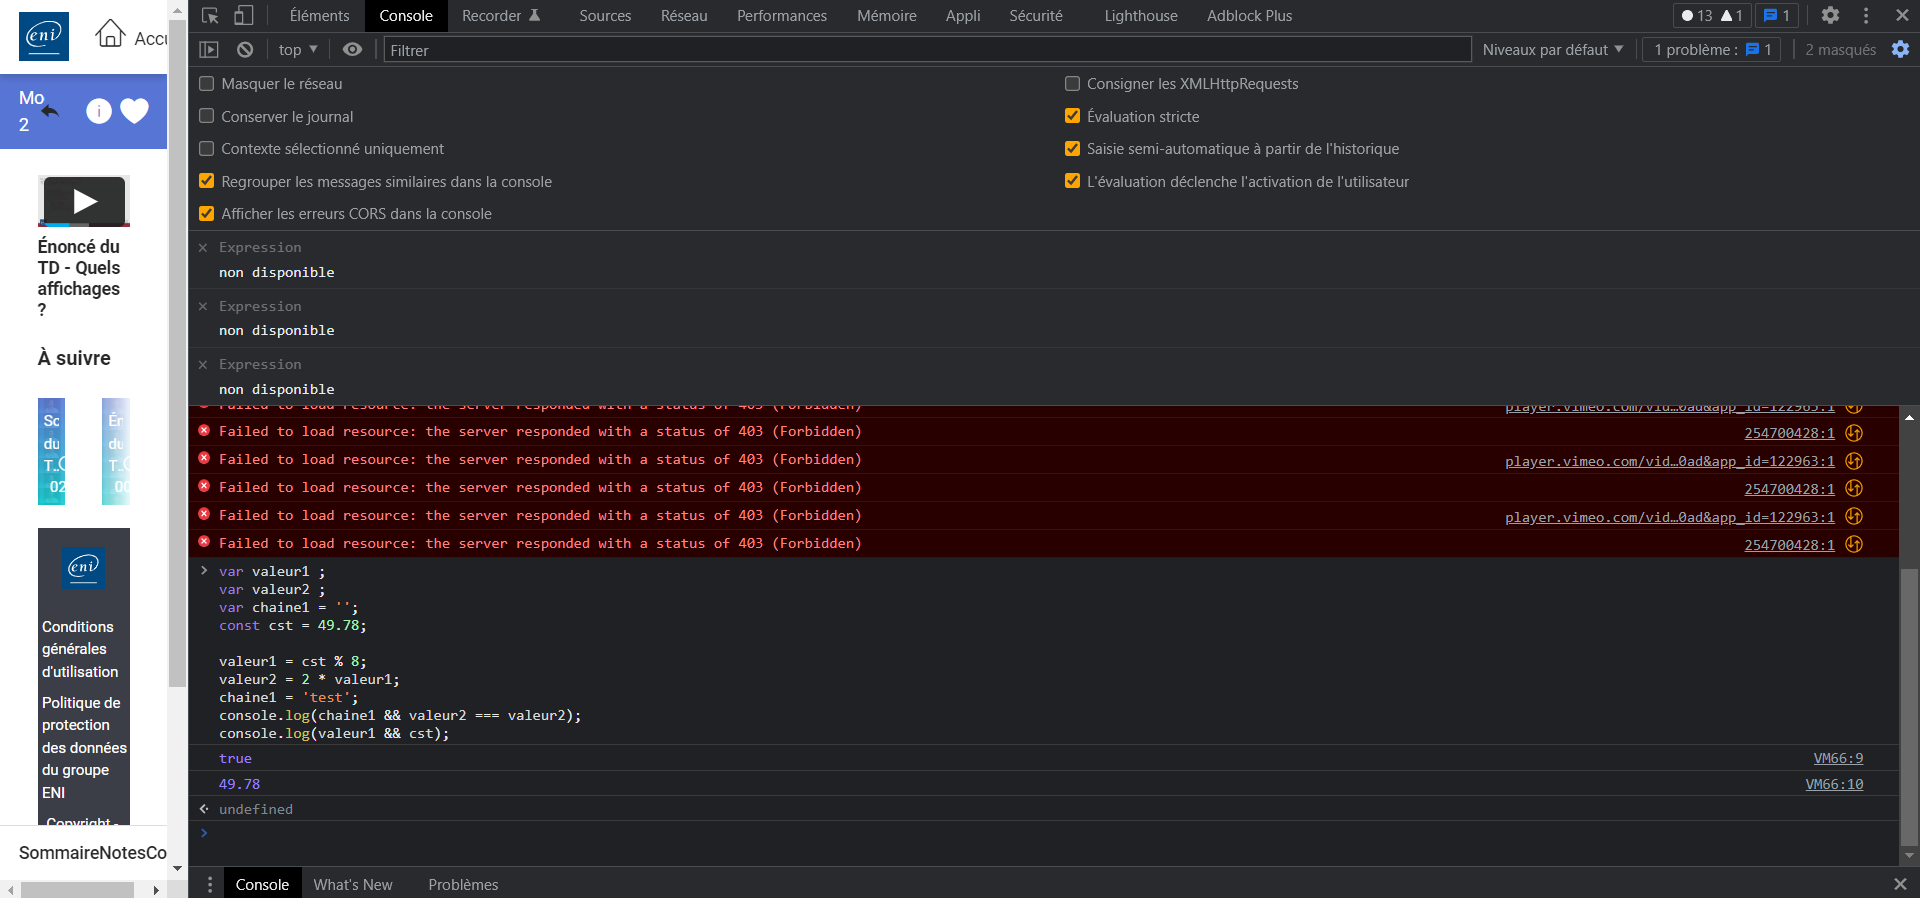 eni
Accu
Mo
2
i
Énoncé du
TD - Quels
affichages
?
À suivre
Sc
du
T..
02
Én
du
T..
00
eni
Conditions
générales
d'utilisation
Politique de
protection
des données
du groupe
ENI
Copyright -
SommaireNotesCo
Éléments Console Recorder Sources Réseau Performances Mémoire Appli Sécurité Lighthouse Adblock Plus 13 1 1
top Filtrer Niveaux par défaut 1 problème : 1 2 masqués
Masquer le réseau Consigner les XMLHttpRequests
Conserver le journal Évaluation stricte
Contexte sélectionné uniquement Saisie semi-automatique à partir de l'historique
Regrouper les messages similaires dans la console L'évaluation déclenche l'activation de l'utilisateur
Afficher les erreurs CORS dans la console
Expression
non disponible
Expression
non disponible
Expression
non disponible
Failed to load resource: the server responded with a status of 403 (Forbidden) player.vimeo.com/vid…0ad&app_id=122963:1
Failed to load resource: the server responded with a status of 403 (Forbidden) 254700428:1
Failed to load resource: the server responded with a status of 403 (Forbidden) player.vimeo.com/vid…0ad&app_id=122963:1
Failed to load resource: the server responded with a status of 403 (Forbidden) 254700428:1
Failed to load resource: the server responded with a status of 403 (Forbidden) player.vimeo.com/vid…0ad&app_id=122963:1
Failed to load resource: the server responded with a status of 403 (Forbidden) 254700428:1
var valeur1 ;
var valeur2 ;
var chaine1 = '';
const cst = 49.78;
valeur1 = cst % 8;
valeur2 = 2 * valeur1;
chaine1 = 'test';
console.log(chaine1 && valeur2 === valeur2);
console.log(valeur1 && cst);
true VM66:9
49.78 VM66:10
undefined
Console What's New Problèmes